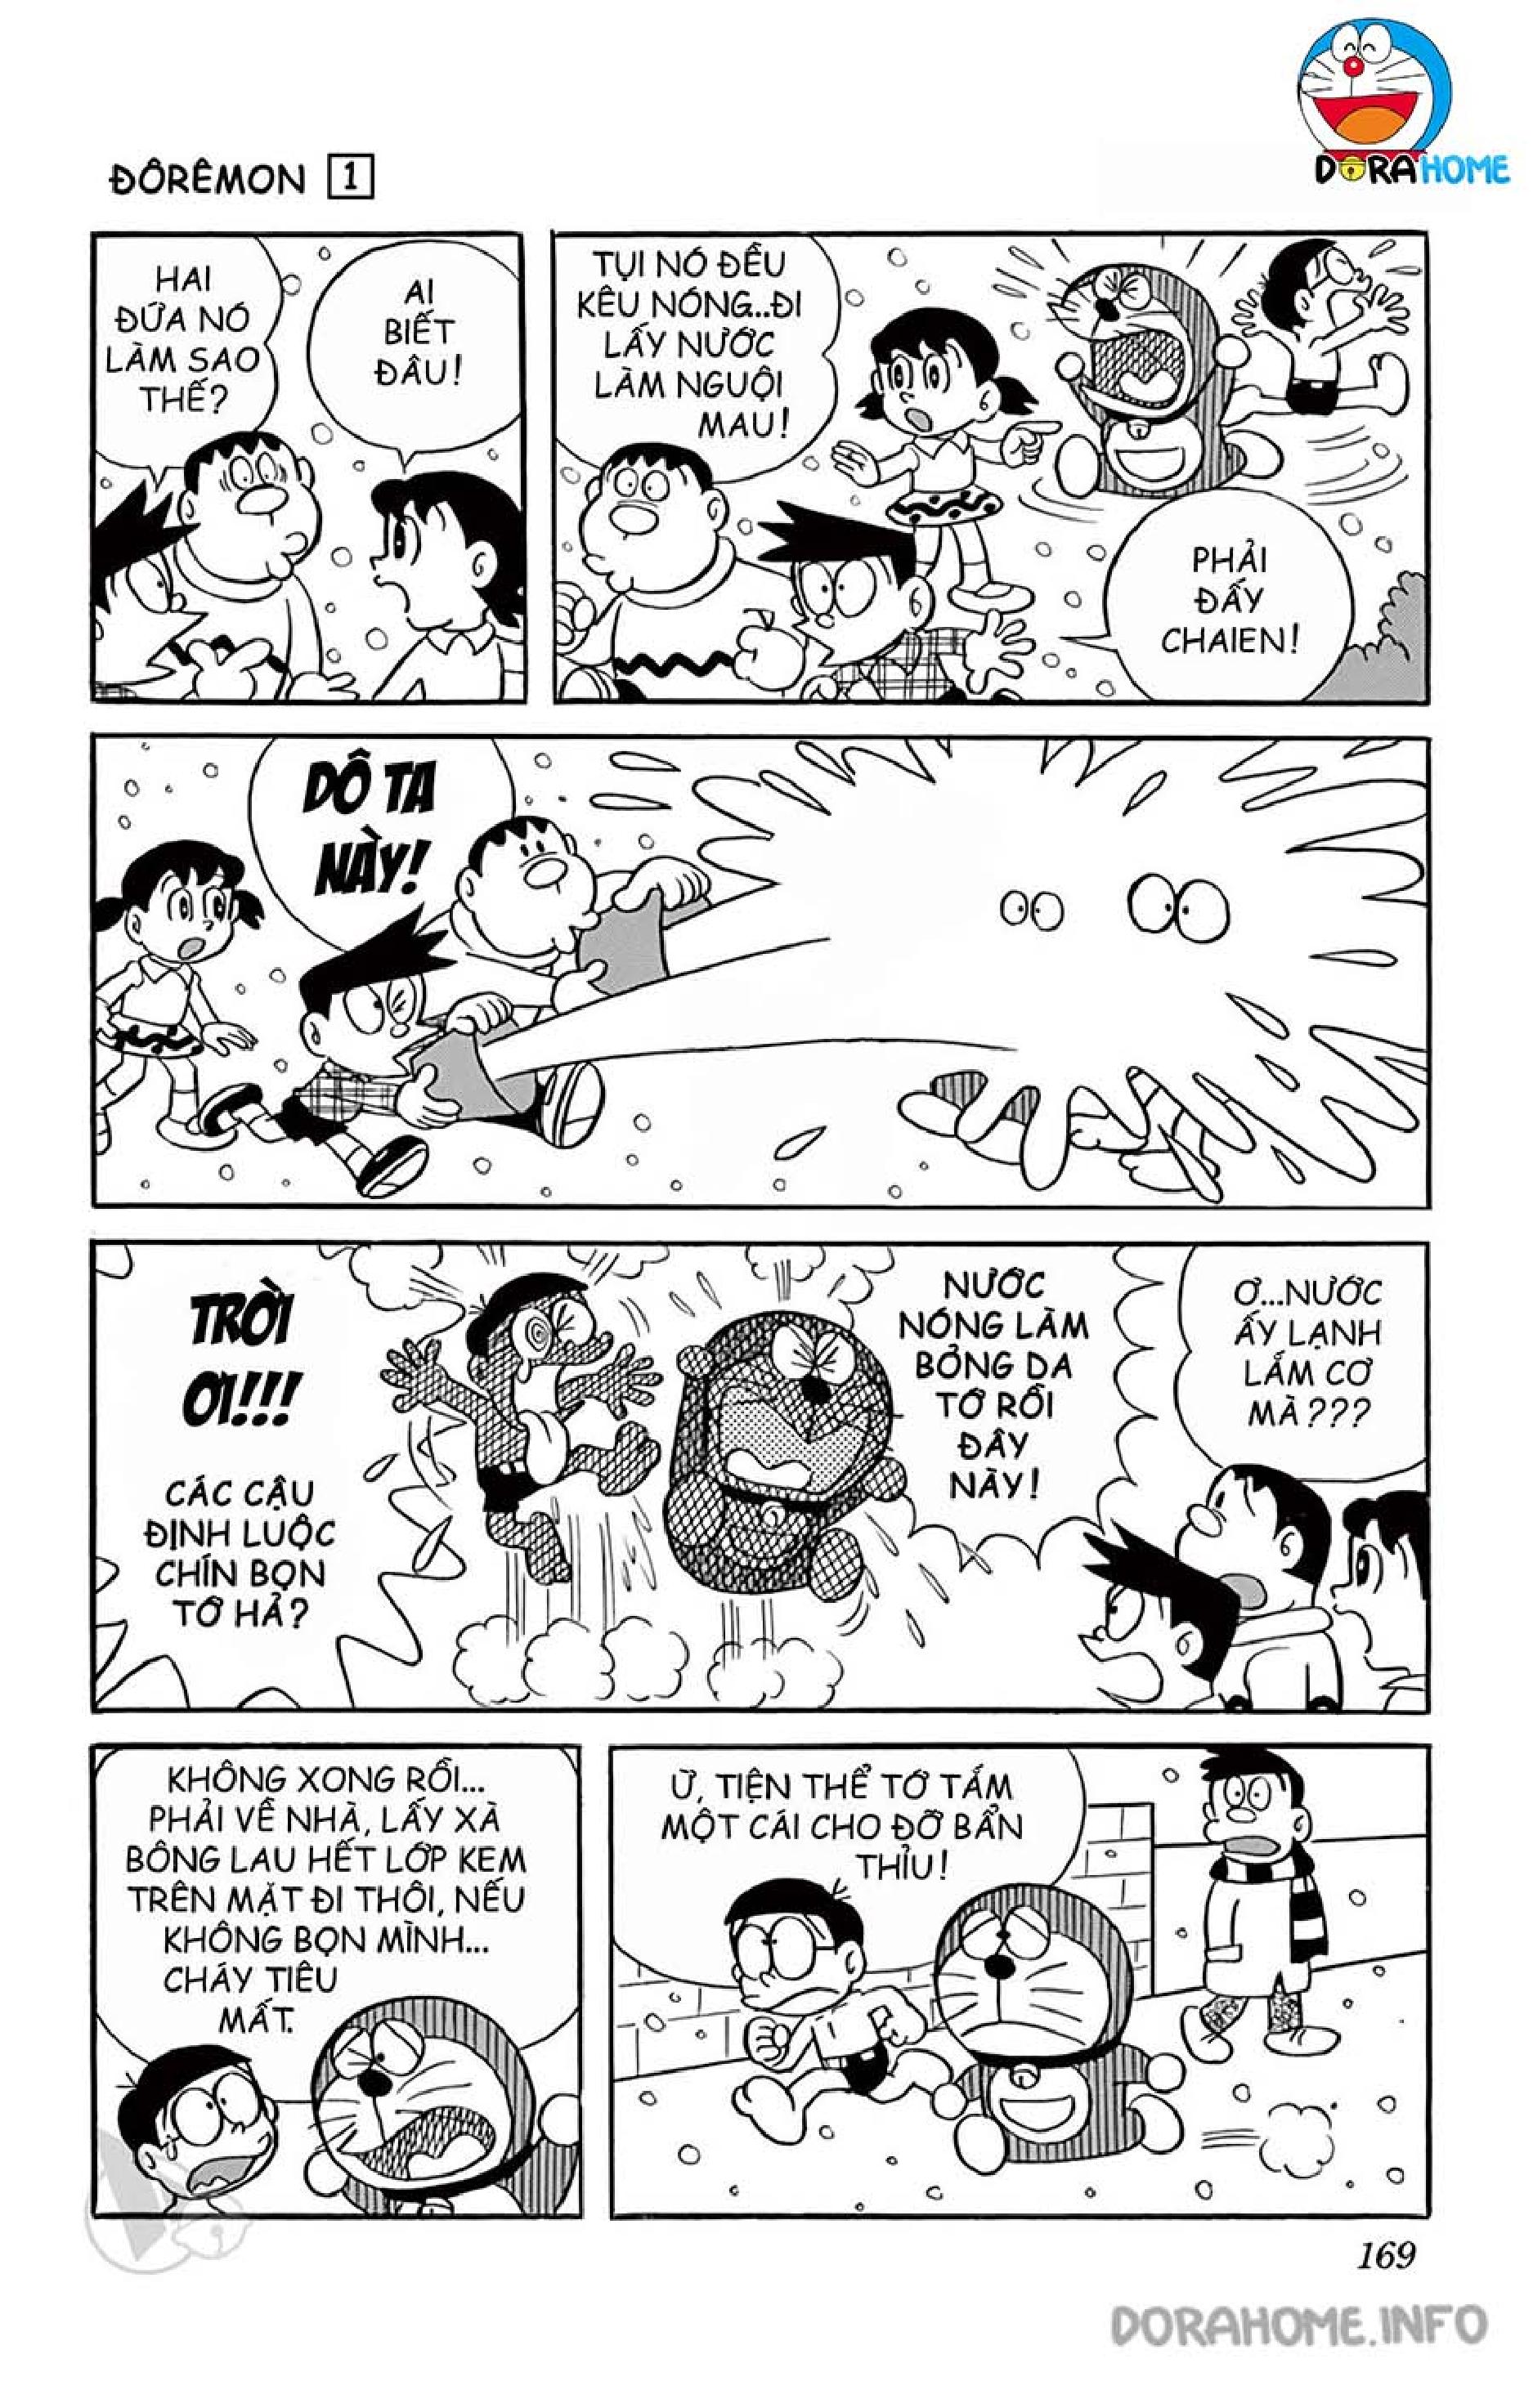 DORAHOME
ĐÔRÊMON 1
HAI
ĐỨA NÓ
LÀM SAO
THẾ?
AI
BIẾT
ĐÂU!
TỤI NÓ ĐỀU
KÊU NÓNG...ĐI
LẤY NƯỚC
LÀM NGUỘI
MAU!
PHẢI
ĐẤY
CHAIEN!
DÔ TA
NÀY!
TRỜI
ƠI!!!
CÁC CẬU
ĐỊNH LUỘC
CHÍN BỌN
TỚ HẢ?
NƯỚC
NÓNG LÀM
BỎNG DA
TỚ RỒI
ĐÂY
NÀY!
Ơ...NƯỚC
ẤY LẠNH
LẮM CƠ
MÀ???
KHÔNG XONG RỒI...
PHẢI VỀ NHÀ, LẤY XÀ
BÔNG LAU HẾT LỚP KEM
TRÊN MẶT ĐI THÔI, NẾU
KHÔNG BỌN MÌNH...
CHÁY TIÊU
MẤT.
Ừ, TIỆN THỂ TỚ TẮM
MỘT CÁI CHO ĐỠ BẨN
THỈU!
169
DORAHOME.INFO